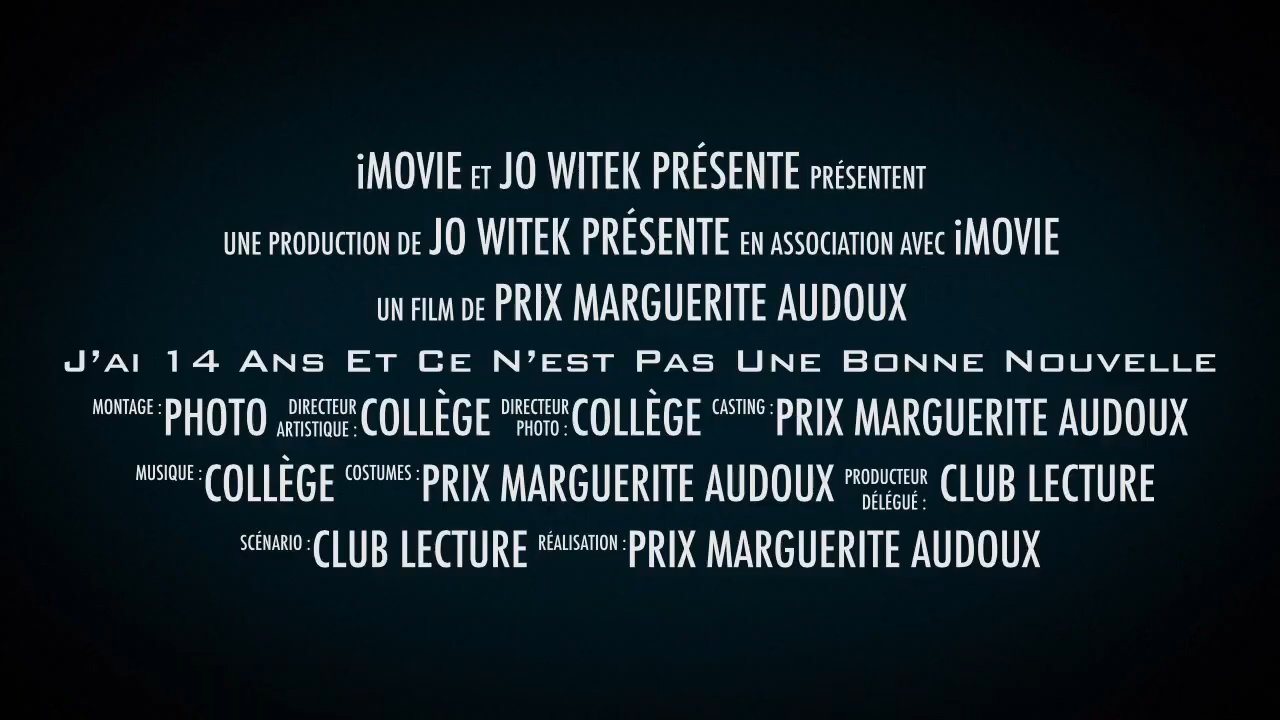 iMOVIE ET JO WITEK PRÉSENTE PRÉSENTENT
UNE PRODUCTION DE JO WITEK PRÉSENTE EN ASSOCIATION AVEC iMOVIE
UN FILM DE PRIX MARGUERITE AUDOUX
J'AI 14 ANS ET CE N'EST PAS UNE BONNE NOUVELLE
MONTAGE : PHOTO DIRECTEUR ARTISTIQUE : COLLÈGE DIRECTEUR PHOTO : COLLÈGE CASTING : PRIX MARGUERITE AUDOUX
MUSIQUE : COLLÈGE COSTUMES : PRIX MARGUERITE AUDOUX PRODUCTEUR DÉLÉGUÉ : CLUB LECTURE
SCÉNARIO : CLUB LECTURE RÉALISATION : PRIX MARGUERITE AUDOUX